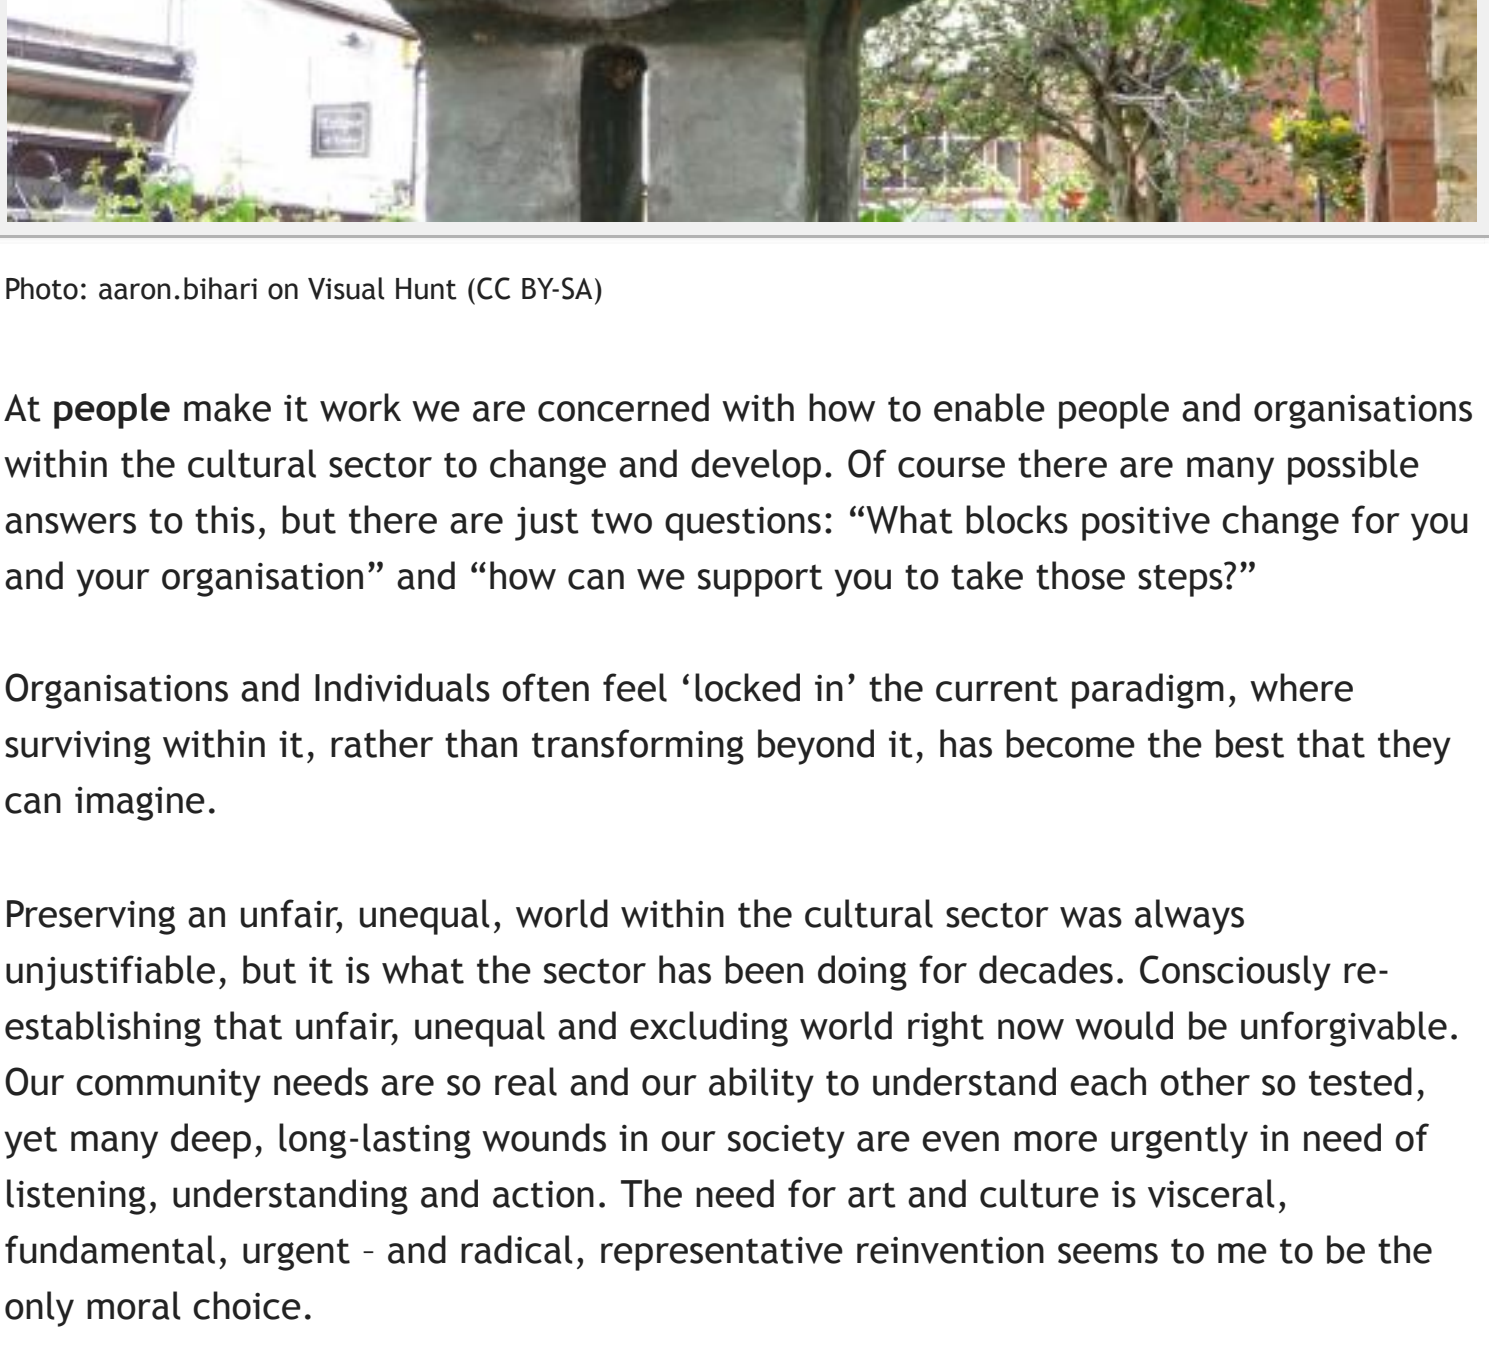 Photo: aaron.bihari on Visual Hunt (CC BY-SA)
At people make it work we are concerned with how to enable people and organisations
within the cultural sector to change and develop. Of course there are many possible
answers to this, but there are just two questions: “What blocks positive change for you
and your organisation” and “how can we support you to take those steps?”
Organisations and Individuals often feel ‘locked in’ the current paradigm, where
surviving within it, rather than transforming beyond it, has become the best that they
can imagine.
Preserving an unfair, unequal, world within the cultural sector was always
unjustifiable, but it is what the sector has been doing for decades. Consciously re-
establishing that unfair, unequal and excluding world right now would be unforgivable.
Our community needs are so real and our ability to understand each other so tested,
yet many deep, long-lasting wounds in our society are even more urgently in need of
listening, understanding and action. The need for art and culture is visceral,
fundamental, urgent – and radical, representative reinvention seems to me to be the
only moral choice.